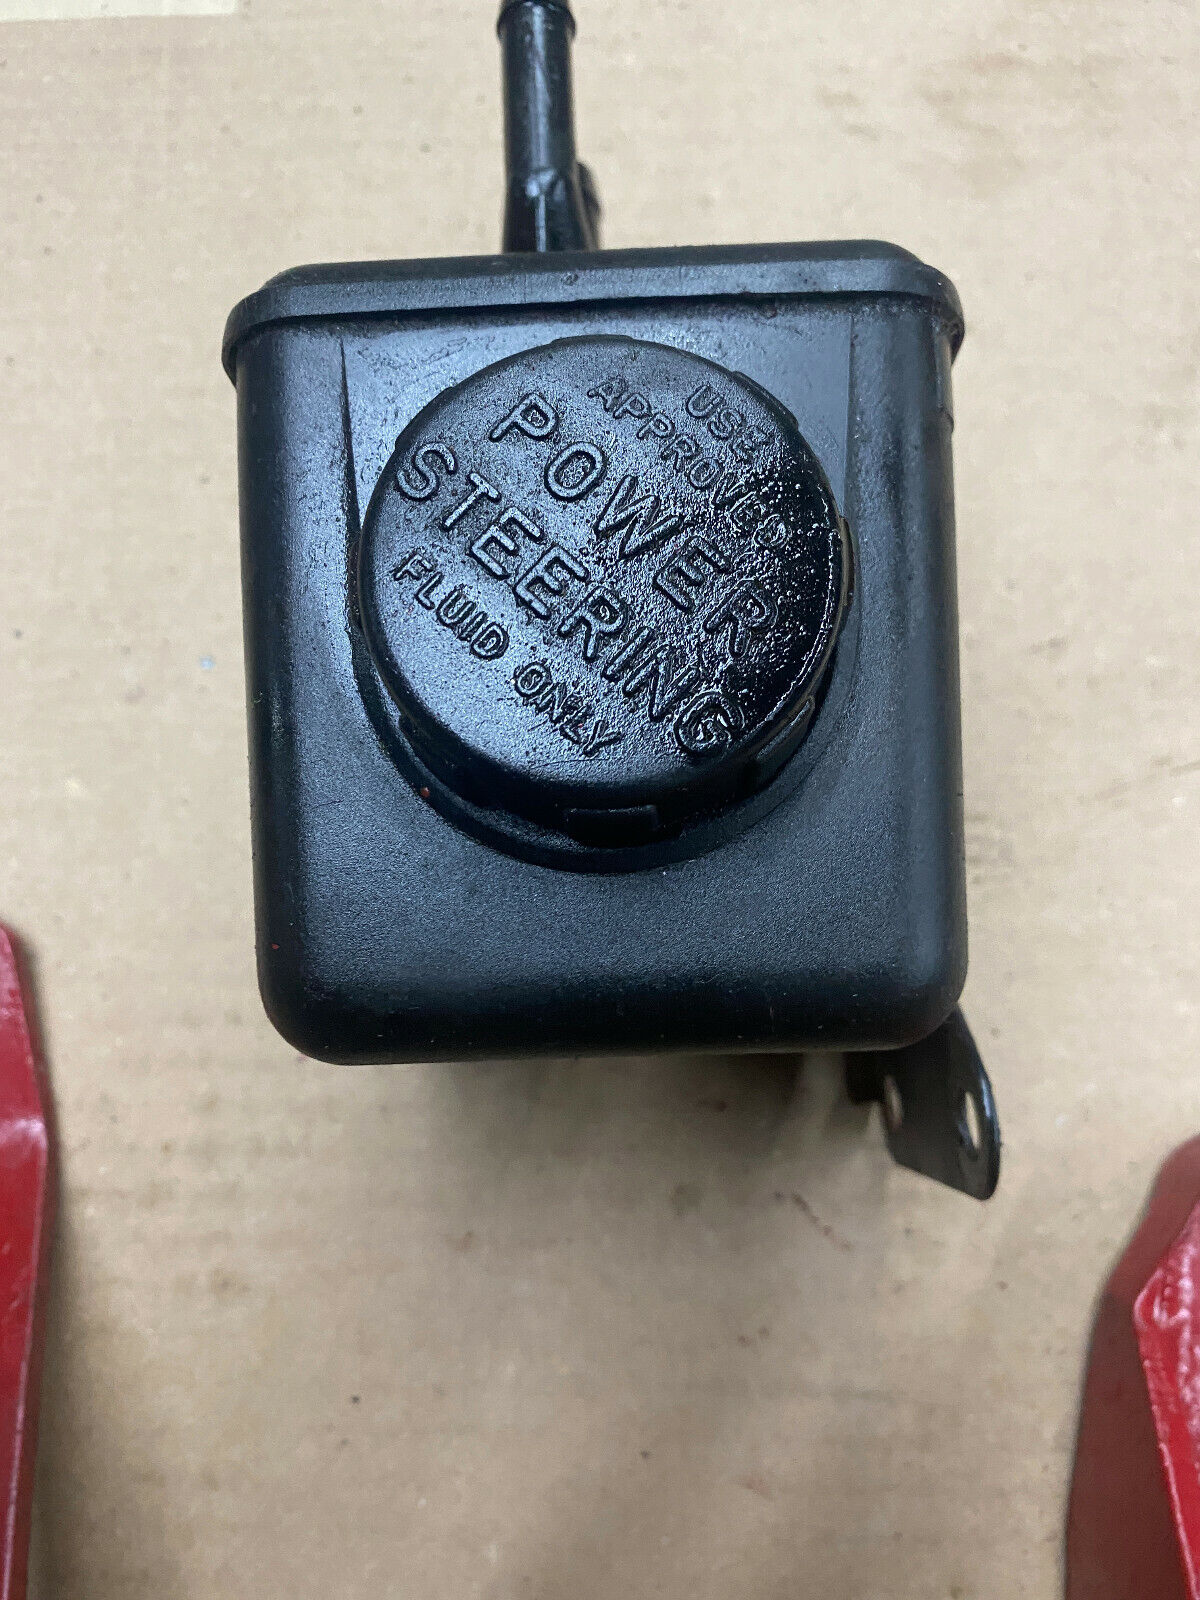 USE
APPROVED
POWER
STEERING
FLUID ONLY